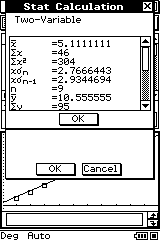 Stat Calculation
Two-Variable
x̄ =5.1111111
Σx =46
Σx² =304
xσn =2.7666443
xσn-1 =2.9344694
n =9
ȳ =10.555555
Σy =95
OK
OK Cancel
Deg Auto